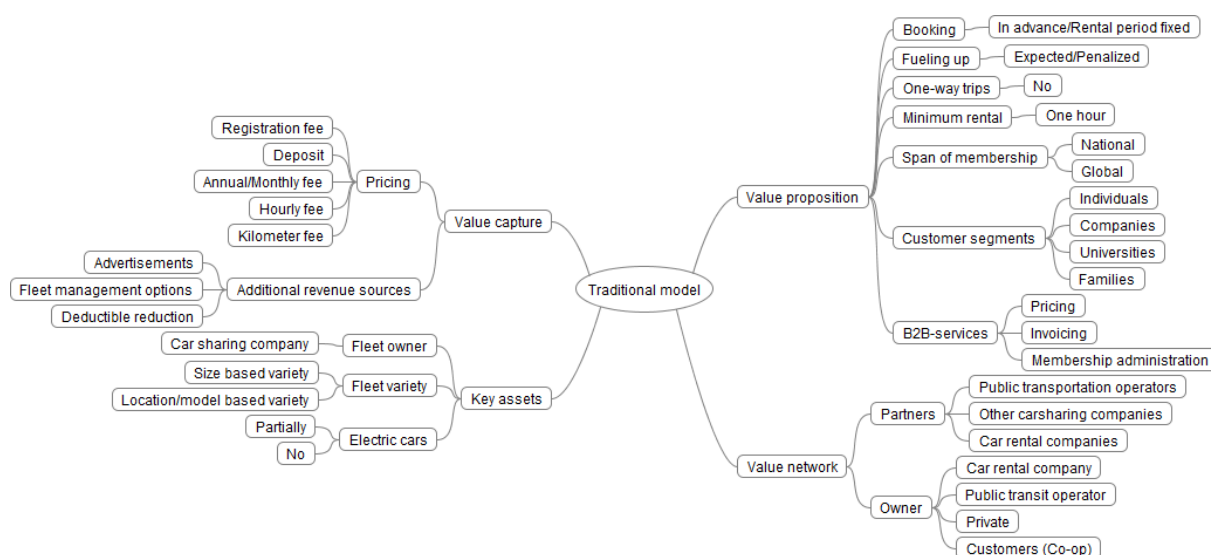 Traditional model
Value proposition
Booking
In advance/Rental period fixed
Fueling up
Expected/Penalized
One-way trips
No
Minimum rental
One hour
Span of membership
National
Global
Customer segments
Individuals
Companies
Universities
Families
B2B-services
Pricing
Invoicing
Membership administration
Value network
Partners
Public transportation operators
Other carsharing companies
Car rental companies
Owner
Car rental company
Public transit operator
Private
Customers (Co-op)
Value capture
Pricing
Registration fee
Deposit
Annual/Monthly fee
Hourly fee
Kilometer fee
Additional revenue sources
Advertisements
Fleet management options
Deductible reduction
Key assets
Fleet owner
Car sharing company
Fleet variety
Size based variety
Location/model based variety
Electric cars
Partially
No